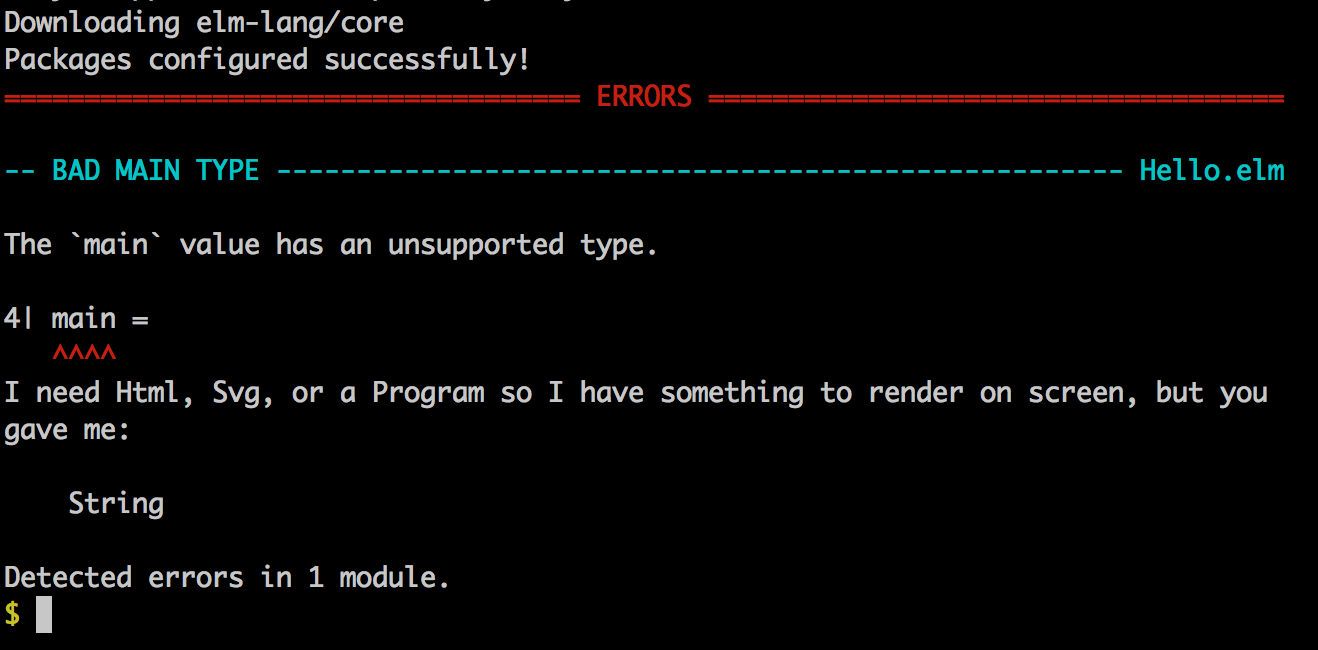 Downloading elm-lang/core
Packages configured successfully!
==================================== ERRORS ====================================
-- BAD MAIN TYPE ----------------------------------------------------- Hello.elm
The `main` value has an unsupported type.
4| main =
^^^^
I need Html, Svg, or a Program so I have something to render on screen, but you
gave me:
String
Detected errors in 1 module.
$